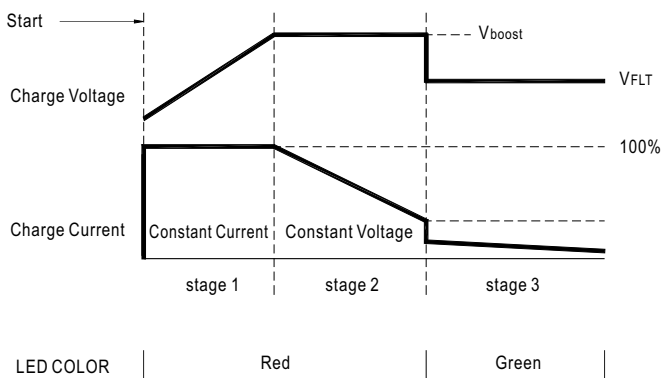 Start
Vboost
Charge Voltage
VFLT
100%
Charge Current
Constant Current
Constant Voltage
stage 1
stage 2
stage 3
LED COLOR
Red
Green